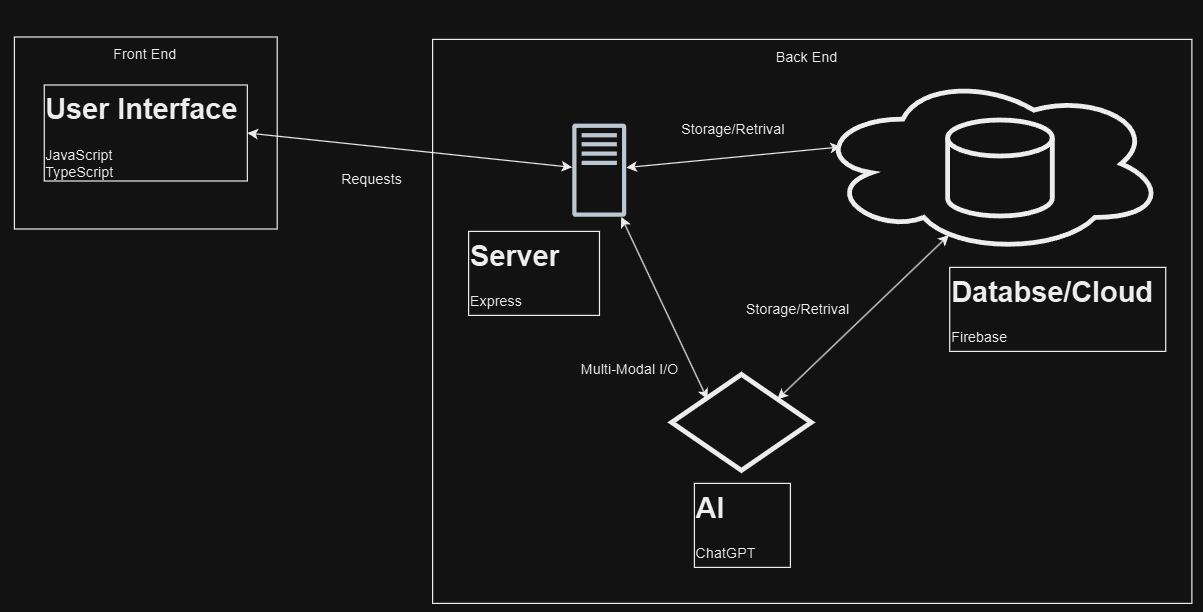 Front End
User Interface
JavaScript
TypeScript
Requests
Back End
Storage/Retrival
Server
Express
Databse/Cloud
Firebase
Storage/Retrival
Multi-Modal I/O
AI
ChatGPT